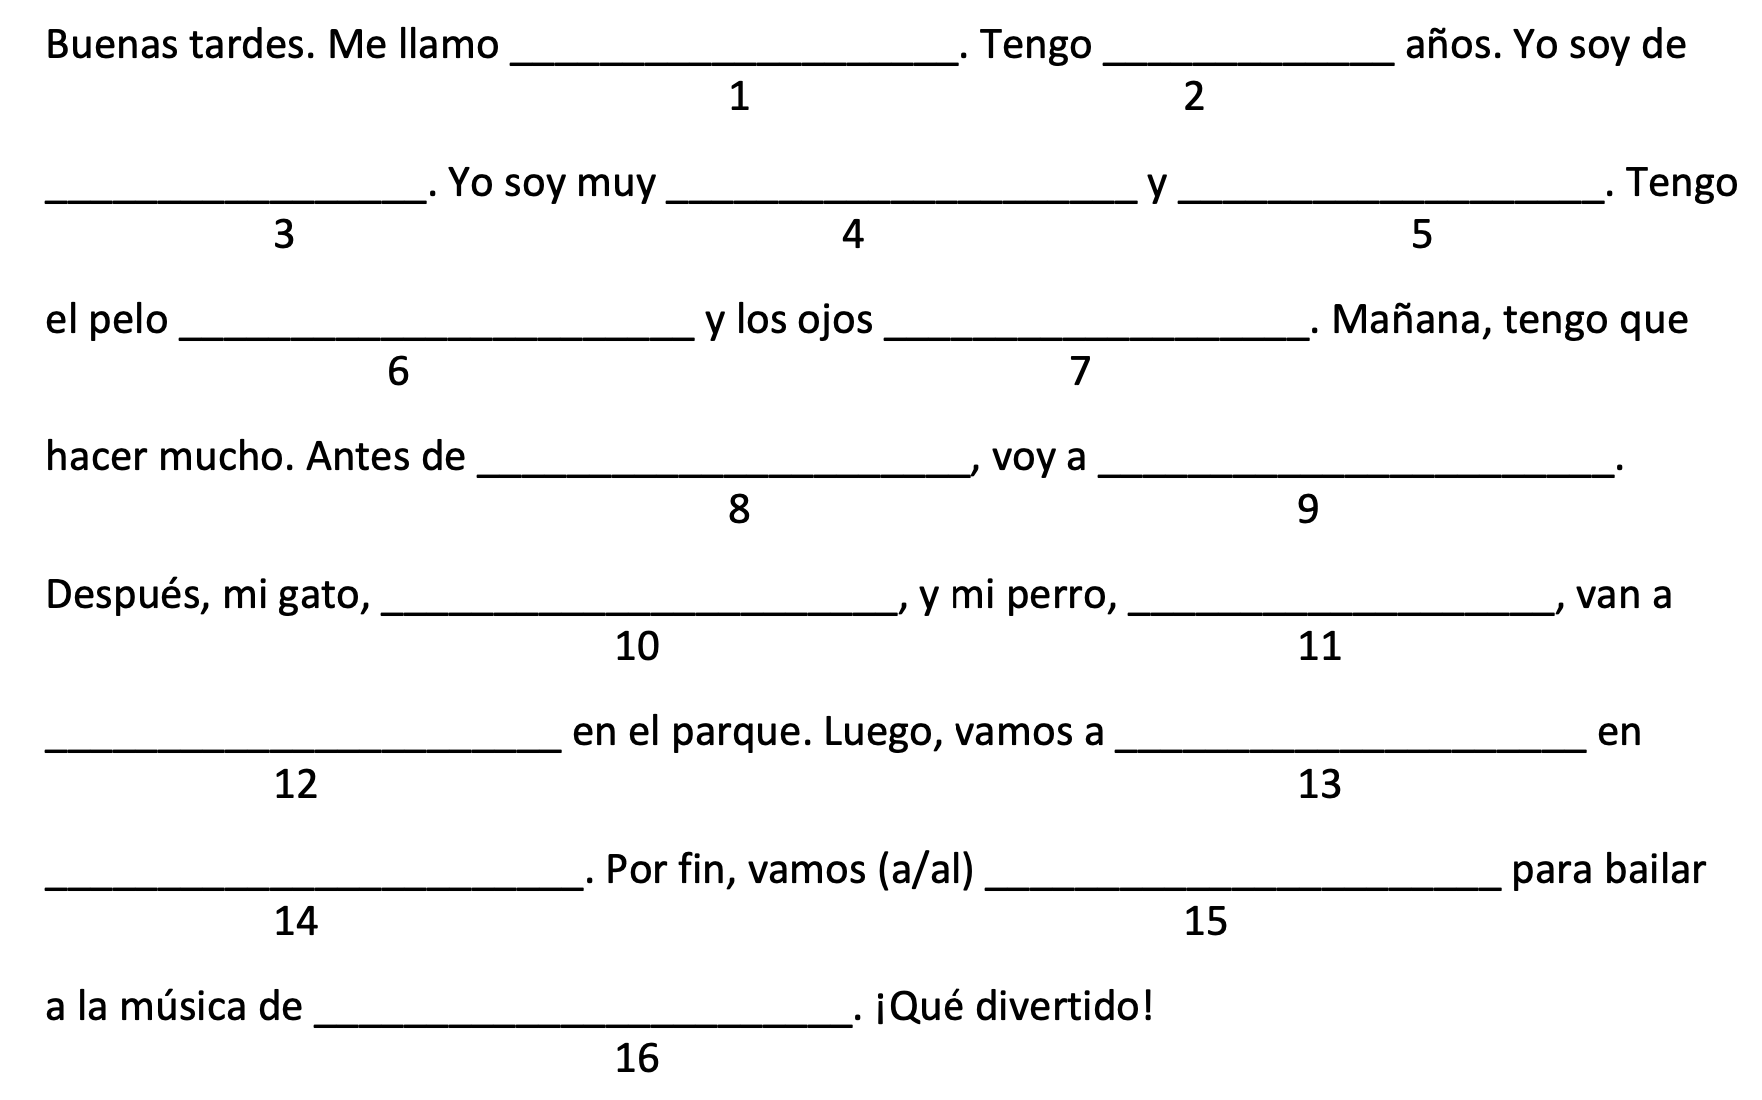 Buenas tardes. Me llamo ____________________. Tengo _____________ años. Yo soy de
1 2
_________________. Yo soy muy _____________________ y ___________________. Tengo
3 4 5
el pelo _______________________ y los ojos ___________________. Mañana, tengo que
6 7
hacer mucho. Antes de ______________________, voy a _______________________.
8 9
Después, mi gato, _______________________, y mi perro, ___________________, van a
10 11
_______________________ en el parque. Luego, vamos a _____________________ en
12 13
________________________. Por fin, vamos (a/al) _______________________ para bailar
14 15
a la música de ________________________. ¡Qué divertido!
16